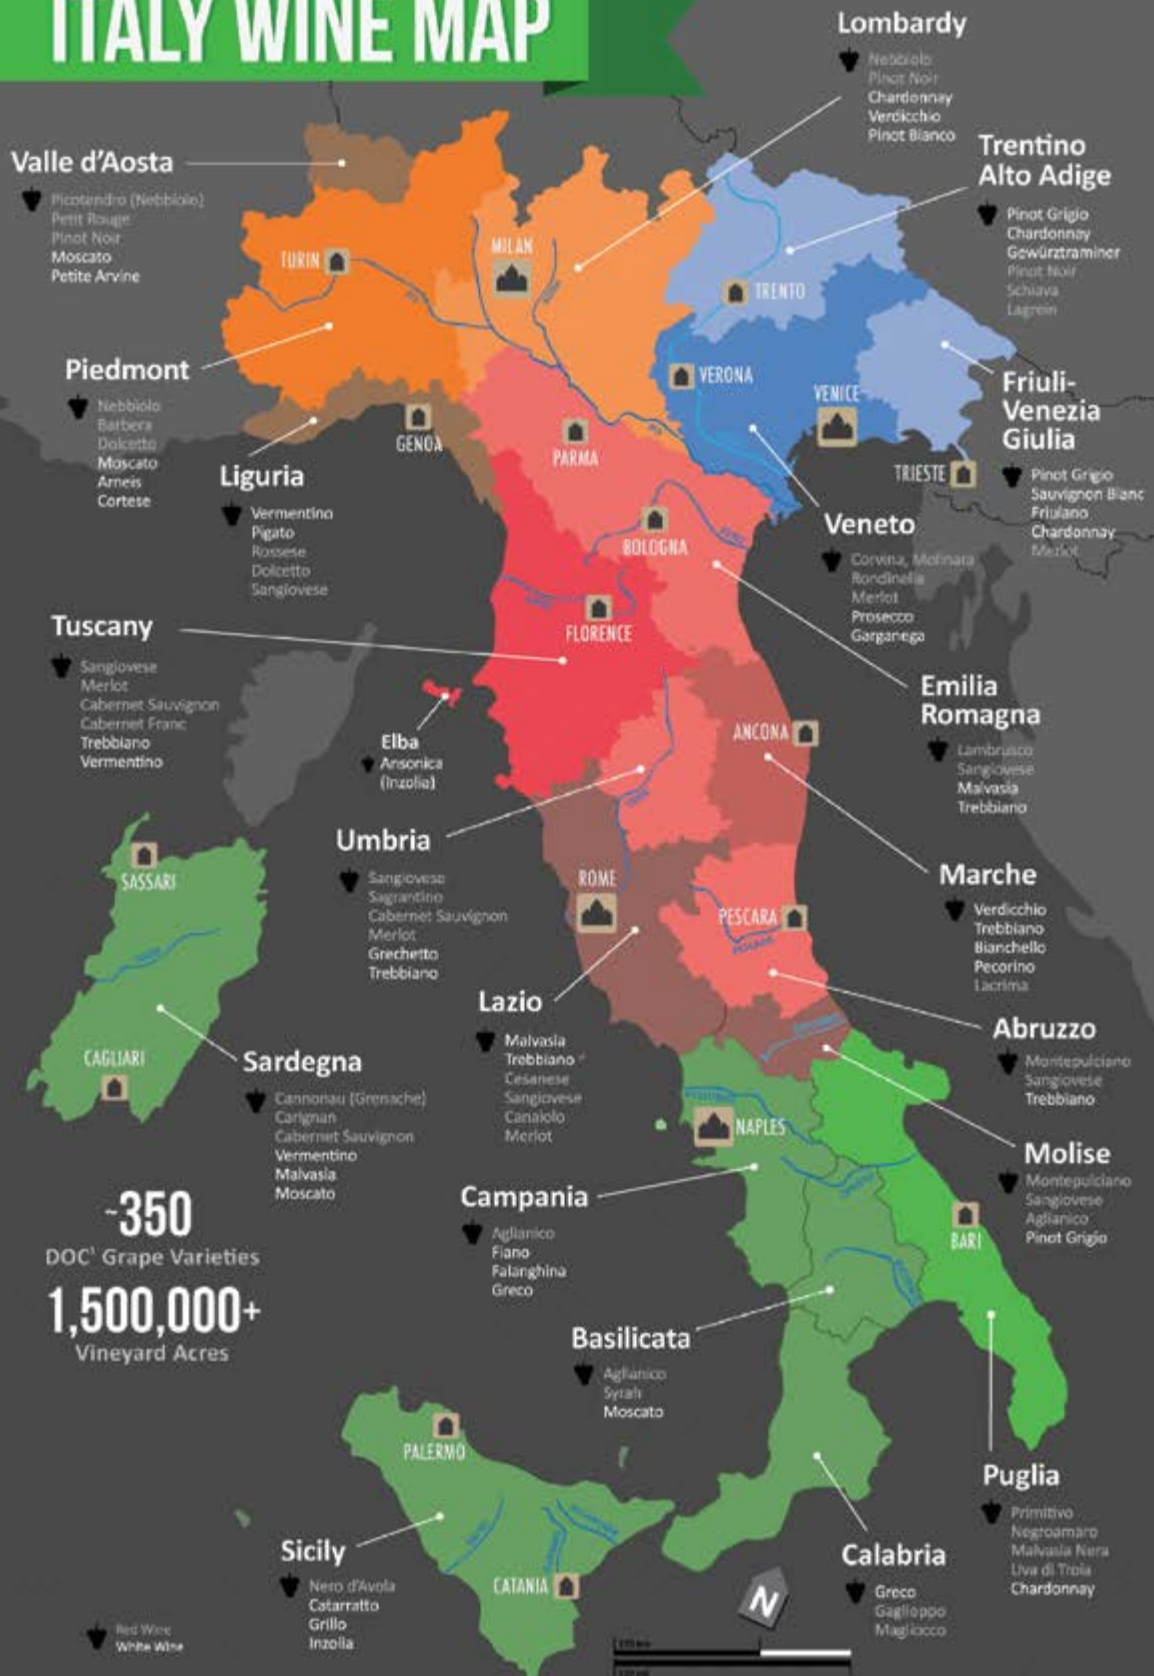 ITALY WINE MAP
Lombardy
Nebbiolo
Pinot Noir
Chardonnay
Verdicchio
Pinot Bianco
Trentino
Alto Adige
Pinot Grigio
Chardonnay
Gewürztraminer
Pinot Noir
Schiava
Lagrein
Valle d'Aosta
Picotendro (Nebbiolo)
Petit Rouge
Pinot Noir
Moscato
Petite Arvine
TURIN
MILAN
TRENTO
VERONA
VENICE
GENOA
PARMA
TRIESTE
BOLOGNA
FLORENCE
Piedmont
Nebbiolo
Barbera
Dolcetto
Moscato
Arneis
Cortese
Liguria
Vermentino
Pigato
Rossese
Dolcetto
Sangiovese
Friuli-
Venezia
Giulia
Pinot Grigio
Sauvignon Blanc
Friulano
Chardonnay
Merlot
Veneto
Corvina, Molinara
Rondinella
Merlot
Prosecco
Garganega
Tuscany
Sangiovese
Merlot
Cabernet Sauvignon
Cabernet Franc
Trebbiano
Vermentino
Elba
Ansonica
(Inzolia)
Emilia
Romagna
Lambrusco
Sangiovese
Malvasia
Trebbiano
ANCONA
Umbria
Sangiovese
Sagrantino
Cabernet Sauvignon
Merlot
Grechetto
Trebbiano
ROME
PESCARA
Marche
Verdicchio
Trebbiano
Bianchello
Pecorino
Lacrima
SASSARI
CAGLIARI
Lazio
Malvasia
Trebbiano
Cesanese
Sangiovese
Canaiolo
Merlot
Abruzzo
Montepulciano
Sangiovese
Trebbiano
Sardegna
Cannonau (Grenache)
Carignan
Cabernet Sauvignon
Vermentino
Malvasia
Moscato
NAPLES
Molise
Montepulciano
Sangiovese
Aglianico
Pinot Grigio
Campania
Aglianico
Fiano
Falanghina
Greco
BARI
~350
DOC¹ Grape Varieties
1,500,000+
Vineyard Acres
Basilicata
Aglianico
Syrah
Moscato
PALERMO
CATANIA
Puglia
Primitivo
Negroamaro
Malvasia Nera
Uva di Troia
Chardonnay
Sicily
Nero d'Avola
Catarratto
Grillo
Inzolia
Calabria
Greco
Gaglioppo
Magliocco
N
Red Wine
White Wine